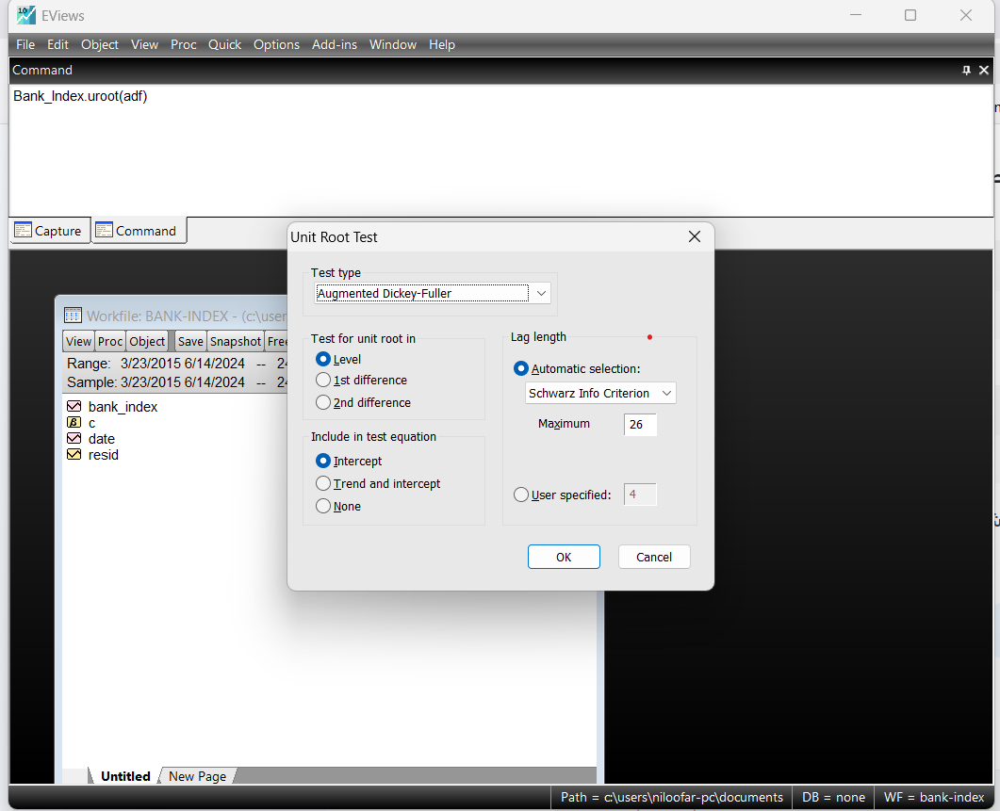 EViews
File Edit Object View Proc Quick Options Add-ins Window Help
Command
Bank_Index.uroot(adf)
Capture Command
Unit Root Test
Test type
Augmented Dickey-Fuller
Test for unit root in
Level
1st difference
2nd difference
Include in test equation
Intercept
Trend and intercept
None
Lag length
Automatic selection:
Schwarz Info Criterion
Maximum 26
User specified: 4
OK Cancel
Workfile: BANK-INDEX - (c:\user
View Proc Object Save Snapshot Free
Range: 3/23/2015 6/14/2024 -- 24
Sample: 3/23/2015 6/14/2024 -- 24
bank_index
β c
date
resid
Untitled New Page
Path = c:\users\niloofar-pc\documents DB = none WF = bank-index